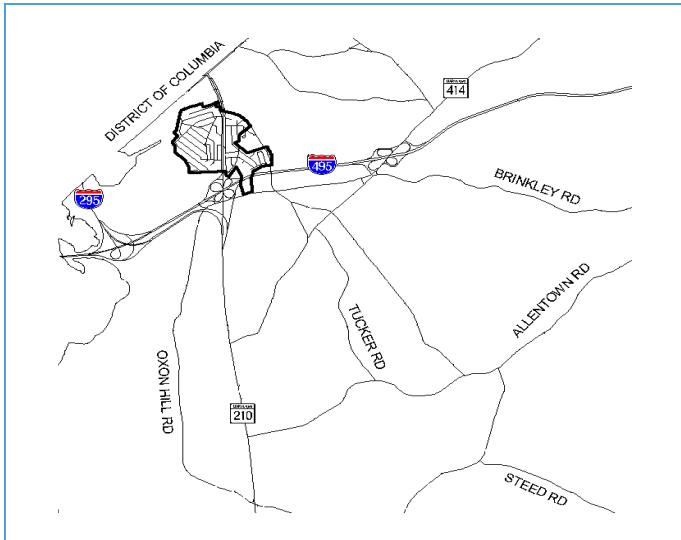 DISTRICT OF COLUMBIA
414
495
295
BRINKLEY RD
ALLENTOWN RD
TUCKER RD
OXON HILL RD
210
STEED RD